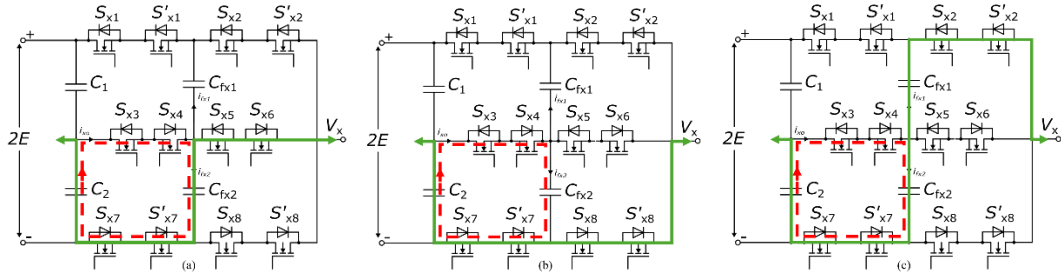 Sx1 S'x1 Sx2 S'x2
+
C1 Cfx1
ifx1
Sx3 Sx4 Sx5 Sx6
ixo
2E
Vx
ifx2
C2 Cfx2
Sx7 S'x7 Sx8 S'x8
-
(a)
Sx1 S'x1 Sx2 S'x2
+
C1 Cfx1
ifx1
Sx3 Sx4 Sx5 Sx6
ixo
2E
Vx
ifx2
C2 Cfx2
Sx7 S'x7 Sx8 S'x8
-
(b)
Sx1 S'x1 Sx2 S'x2
+
C1 Cfx1
ifx1
Sx3 Sx4 Sx5 Sx6
ixo
2E
Vx
ifx2
C2 Cfx2
Sx7 S'x7 Sx8 S'x8
-
(c)